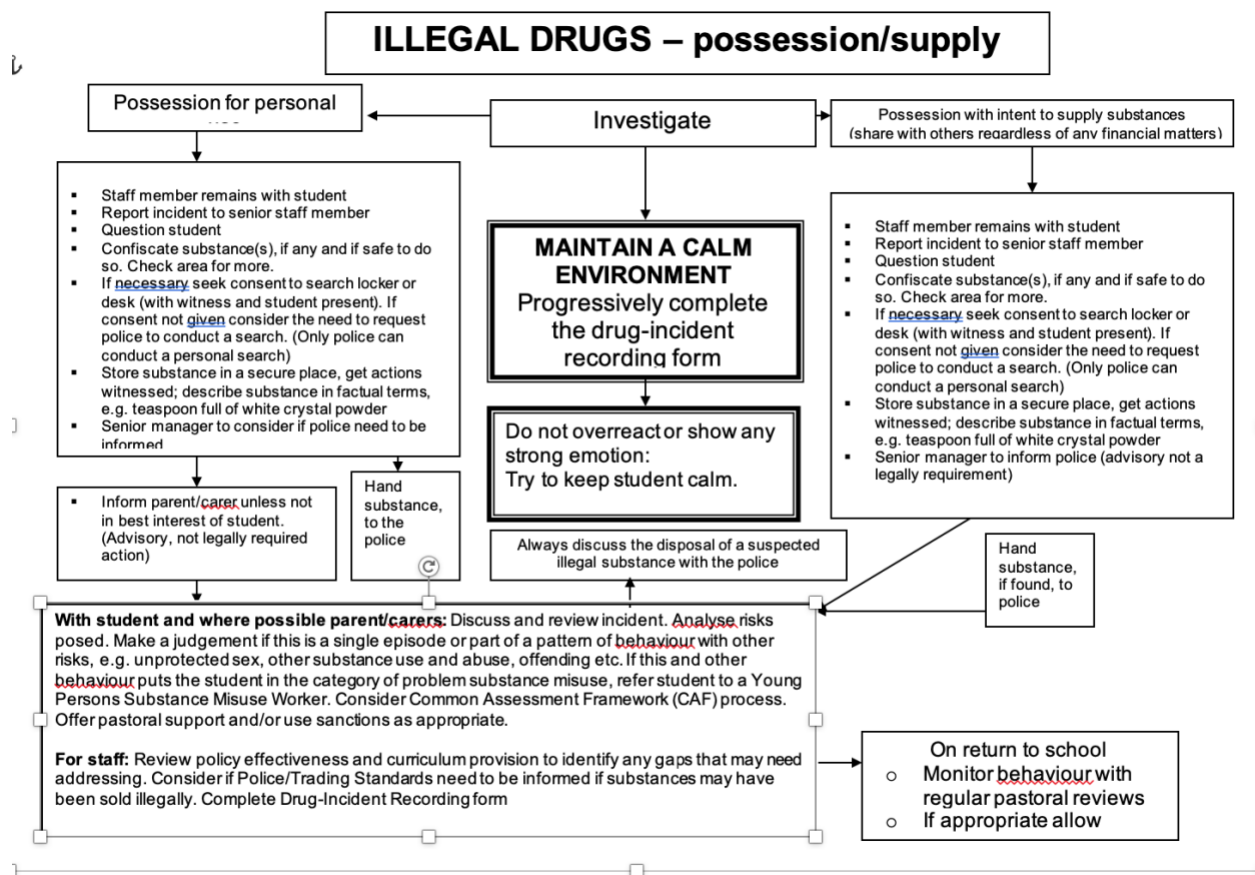 ILLEGAL DRUGS – possession/supply
Possession for personal
Investigate
Possession with intent to supply substances
(share with others regardless of any financial matters)
▪ Staff member remains with student
▪ Report incident to senior staff member
▪ Question student
▪ Confiscate substance(s), if any and if safe to do
so. Check area for more.
▪ If necessary seek consent to search locker or
desk (with witness and student present). If
consent not given consider the need to request
police to conduct a search. (Only police can
conduct a personal search)
▪ Store substance in a secure place, get actions
witnessed; describe substance in factual terms,
e.g. teaspoon full of white crystal powder
▪ Senior manager to consider if police need to be
informed
MAINTAIN A CALM
ENVIRONMENT
Progressively complete
the drug-incident
recording form
Do not overreact or show any
strong emotion:
Try to keep student calm.
▪ Staff member remains with student
▪ Report incident to senior staff member
▪ Question student
▪ Confiscate substance(s), if any and if safe to do
so. Check area for more.
▪ If necessary seek consent to search locker or
desk (with witness and student present). If
consent not given consider the need to request
police to conduct a search. (Only police can
conduct a personal search)
▪ Store substance in a secure place, get actions
witnessed; describe substance in factual terms,
e.g. teaspoon full of white crystal powder
▪ Senior manager to inform police (advisory not a
legally requirement)
▪ Inform parent/carer unless not
in best interest of student.
(Advisory, not legally required
action)
Hand
substance,
to the
police
Always discuss the disposal of a suspected
illegal substance with the police
Hand
substance,
if found, to
police
With student and where possible parent/carers: Discuss and review incident. Analyse risks
posed. Make a judgement if this is a single episode or part of a pattern of behaviour with other
risks, e.g. unprotected sex, other substance use and abuse, offending etc. If this and other
behaviour puts the student in the category of problem substance misuse, refer student to a Young
Persons Substance Misuse Worker. Consider Common Assessment Framework (CAF) process.
Offer pastoral support and/or use sanctions as appropriate.
For staff: Review policy effectiveness and curriculum provision to identify any gaps that may need
addressing. Consider if Police/Trading Standards need to be informed if substances may have
been sold illegally. Complete Drug-Incident Recording form
On return to school
o Monitor behaviour with
regular pastoral reviews
o If appropriate allow